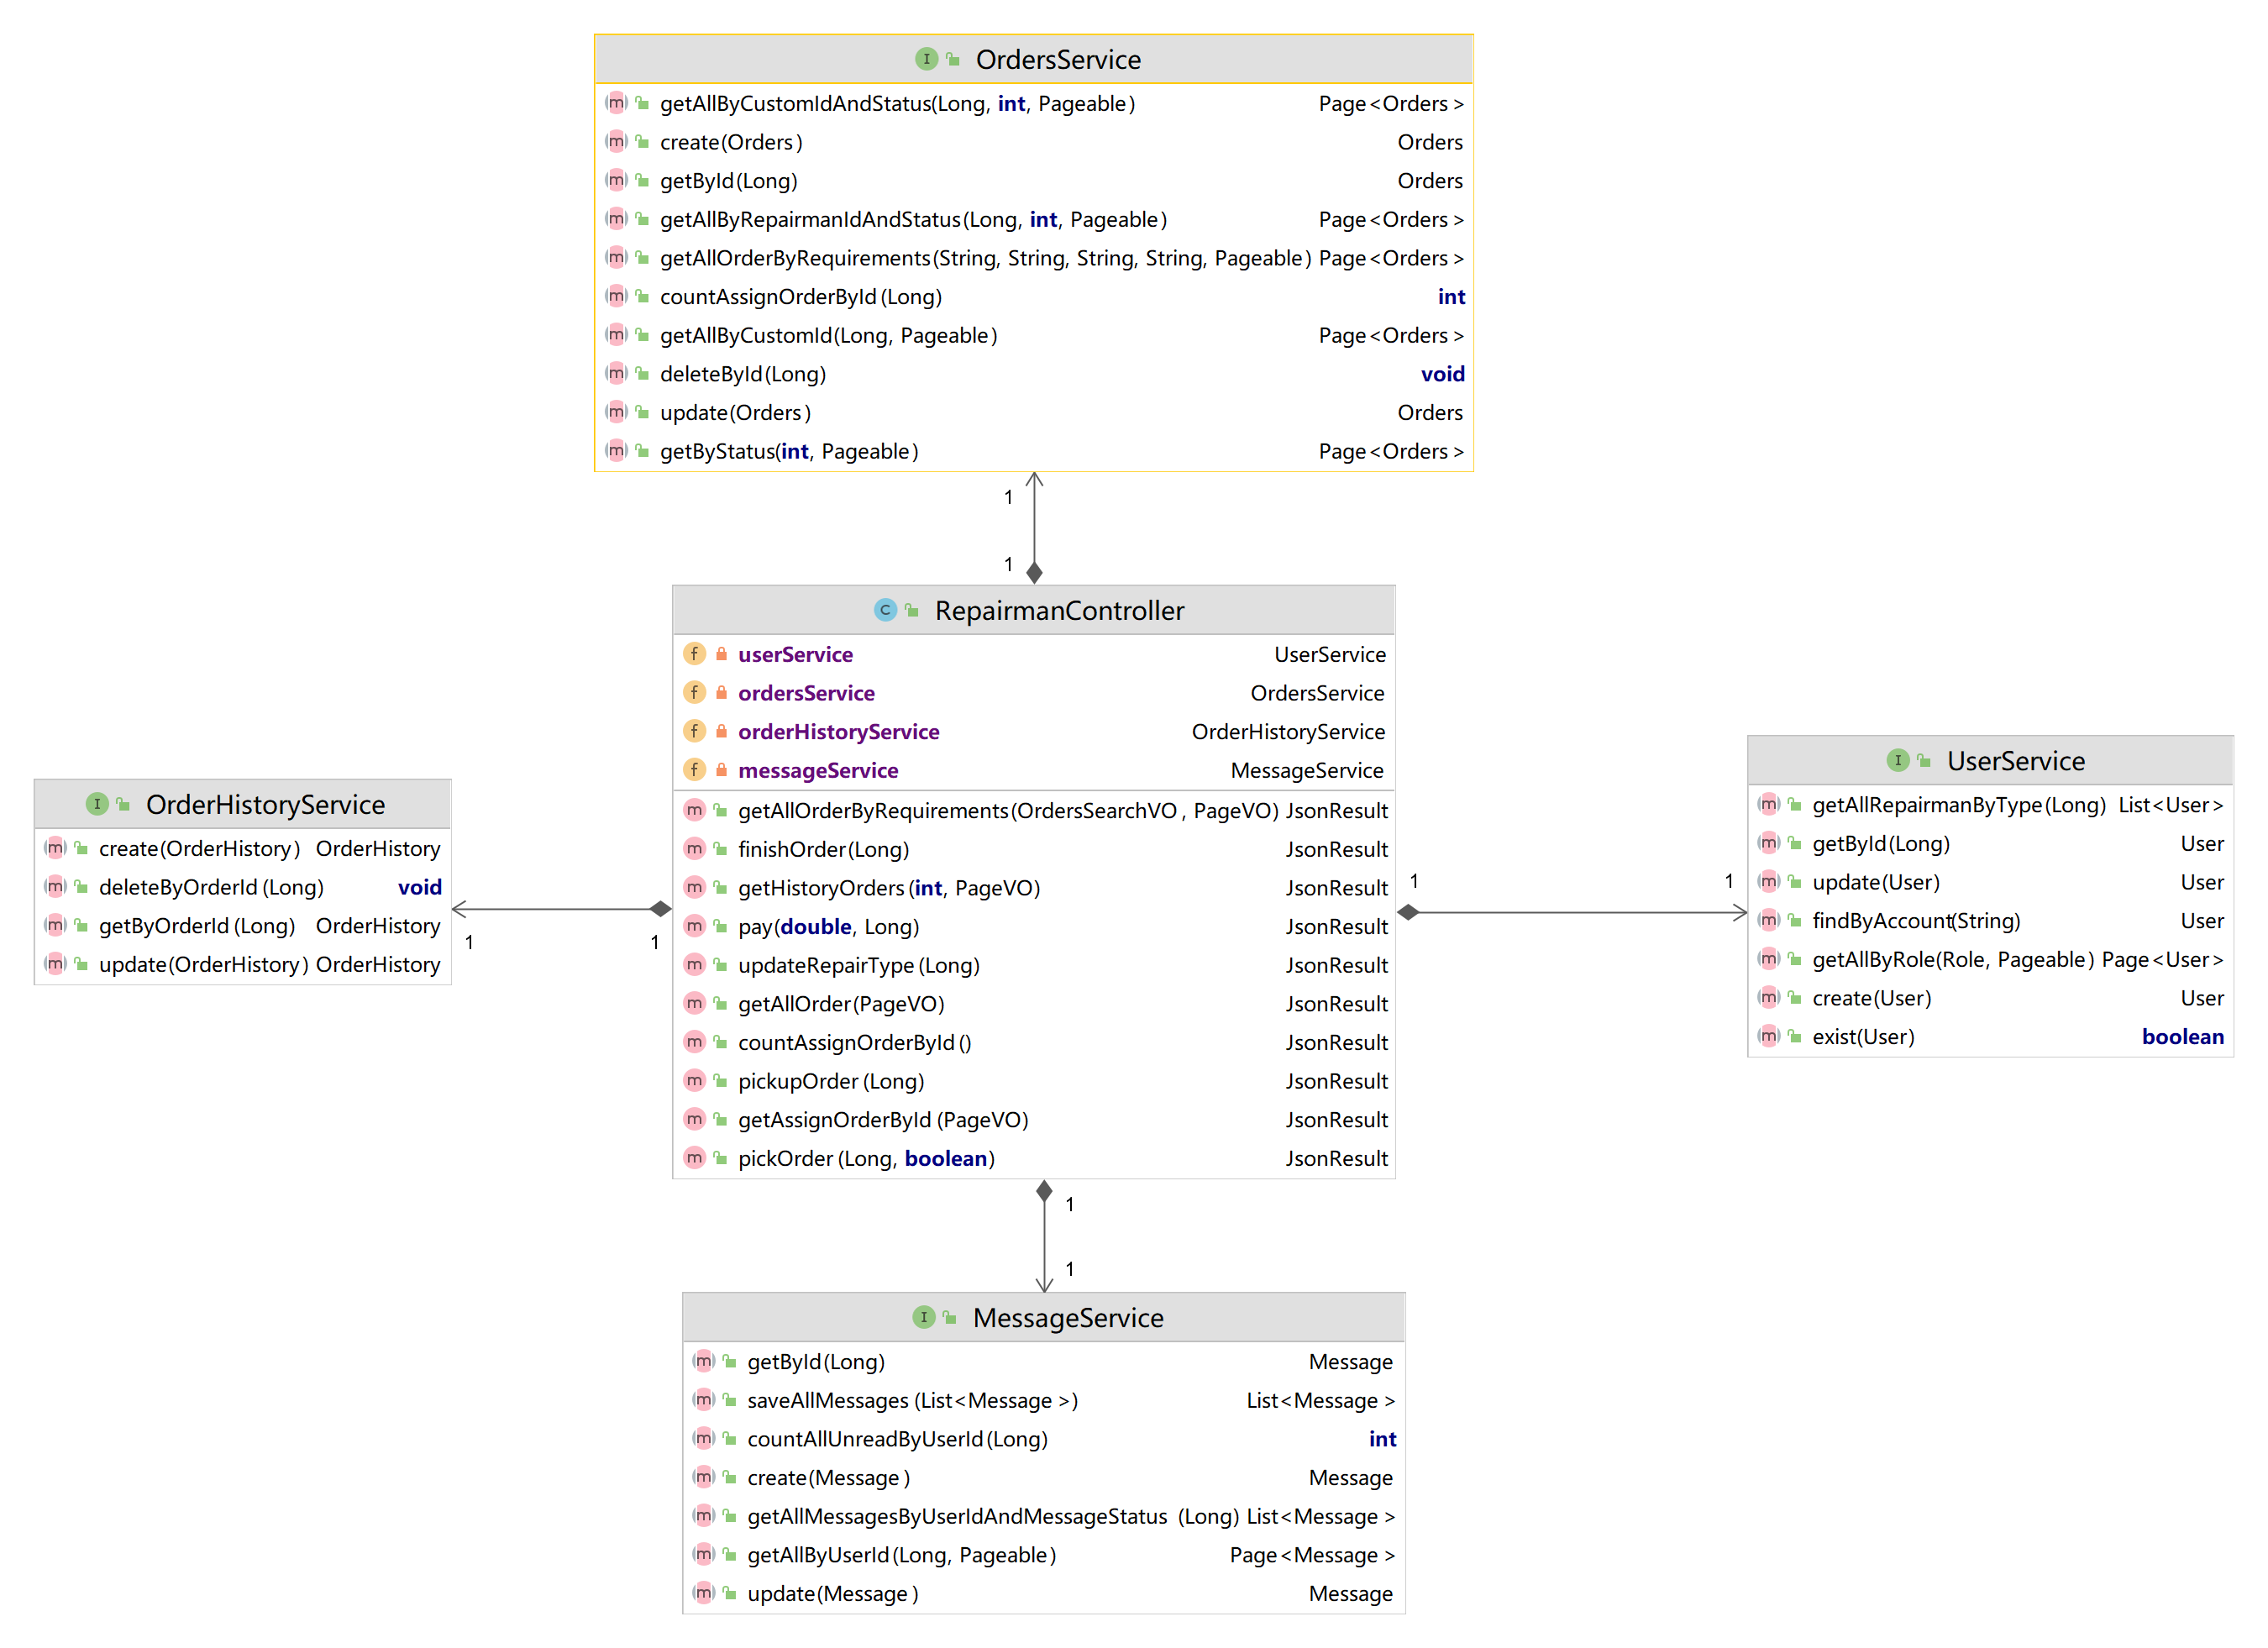 OrdersService
getAllByCustomIdAndStatus(Long, int, Pageable) Page<Orders>
create(Orders) Orders
getById(Long) Orders
getAllByRepairmanIdAndStatus(Long, int, Pageable) Page<Orders>
getAllOrderByRequirements(String, String, String, String, Pageable) Page<Orders>
countAssignOrderById(Long) int
getAllByCustomId(Long, Pageable) Page<Orders>
deleteById(Long) void
update(Orders) Orders
getByStatus(int, Pageable) Page<Orders>
1
1
RepairmanController
userService UserService
ordersService OrdersService
orderHistoryService OrderHistoryService
messageService MessageService
getAllOrderByRequirements(OrdersSearchVO, PageVO) JsonResult
finishOrder(Long) JsonResult
getHistoryOrders(int, PageVO) JsonResult
pay(double, Long) JsonResult
updateRepairType(Long) JsonResult
getAllOrder(PageVO) JsonResult
countAssignOrderById() JsonResult
pickupOrder(Long) JsonResult
getAssignOrderById(PageVO) JsonResult
pickOrder(Long, boolean) JsonResult
OrderHistoryService
create(OrderHistory) OrderHistory
deleteByOrderId(Long) void
getByOrderId(Long) OrderHistory
update(OrderHistory) OrderHistory
1
1
1
1
UserService
getAllRepairmanByType(Long) List<User>
getById(Long) User
update(User) User
findByAccount(String) User
getAllByRole(Role, Pageable) Page<User>
create(User) User
exist(User) boolean
1
1
MessageService
getById(Long) Message
saveAllMessages(List<Message>) List<Message>
countAllUnreadByUserId(Long) int
create(Message) Message
getAllMessagesByUserIdAndMessageStatus(Long) List<Message>
getAllByUserId(Long, Pageable) Page<Message>
update(Message) Message